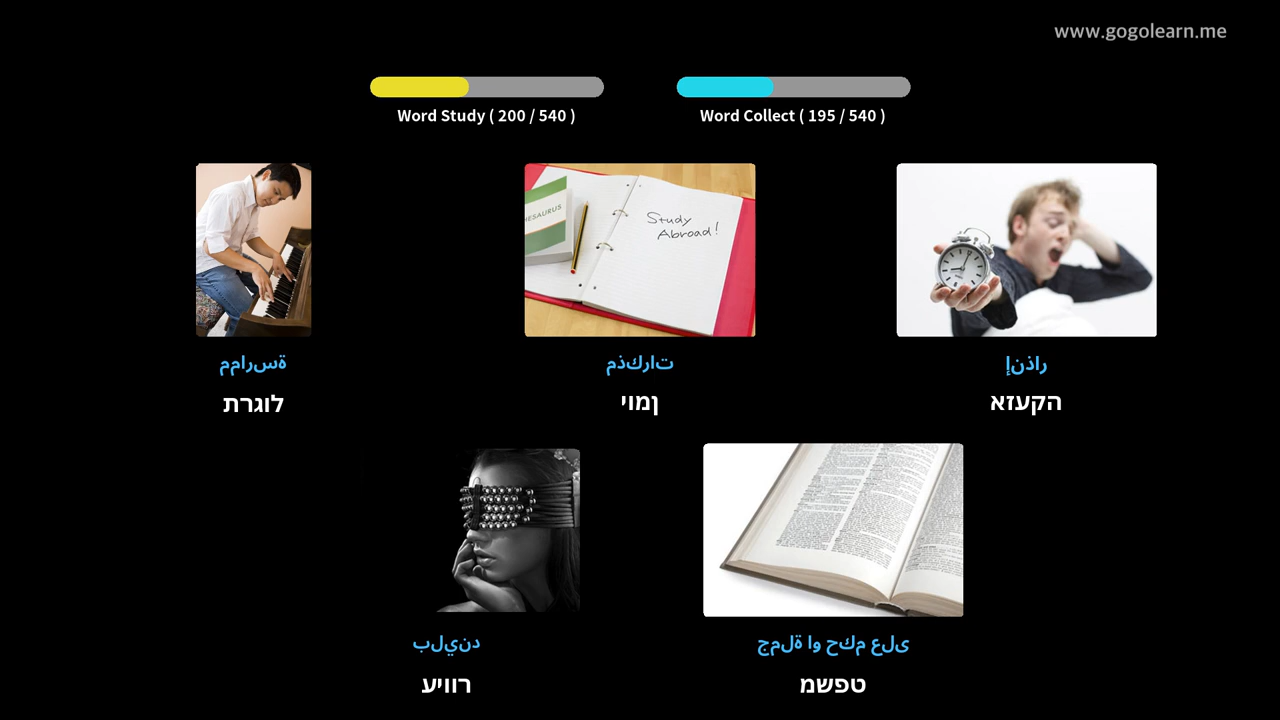 www.gogolearn.me
Word Study ( 200 / 540 )
Word Collect ( 195 / 540 )
ةسرامم
לוגרת
تاركذم
ןמוי
راذنإ
הקעזא
THESAURUS
Study
Abroad!
دنيلب
רוויע
ىلع مكح وا ةلمج
טפשמ